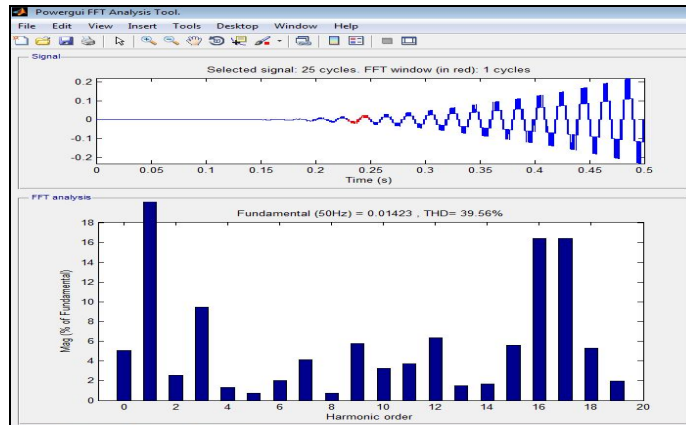 Powergui FFT Analysis Tool.
File Edit View Insert Tools Desktop Window Help
Signal
Selected signal: 25 cycles. FFT window (in red): 1 cycles
0.2
0.1
0
-0.1
-0.2
0 0.05 0.1 0.15 0.2 0.25 0.3 0.35 0.4 0.45 0.5
Time (s)
FFT analysis
Fundamental (50Hz) = 0.01423 , THD= 39.56%
18
16
14
12
10
8
6
4
2
0
Mag (% of Fundamental)
0 2 4 6 8 10 12 14 16 18 20
Harmonic order